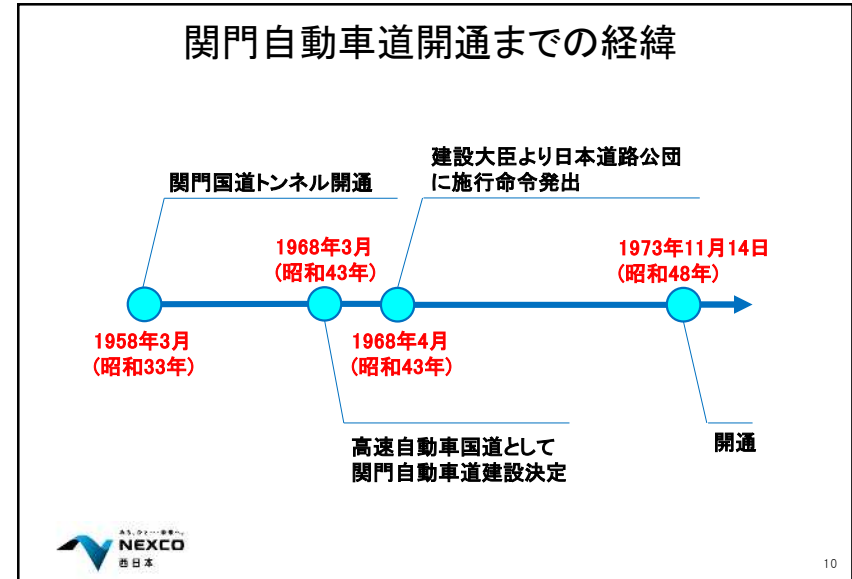 関門自動車道開通までの経緯
建設大臣より日本道路公団
に施行命令発出
関門国道トンネル開通
1968年3月
(昭和43年)
1973年11月14日
(昭和48年)
1958年3月
(昭和33年)
1968年4月
(昭和43年)
高速自動車国道として
関門自動車道建設決定
開通
NEXCO
西日本
10